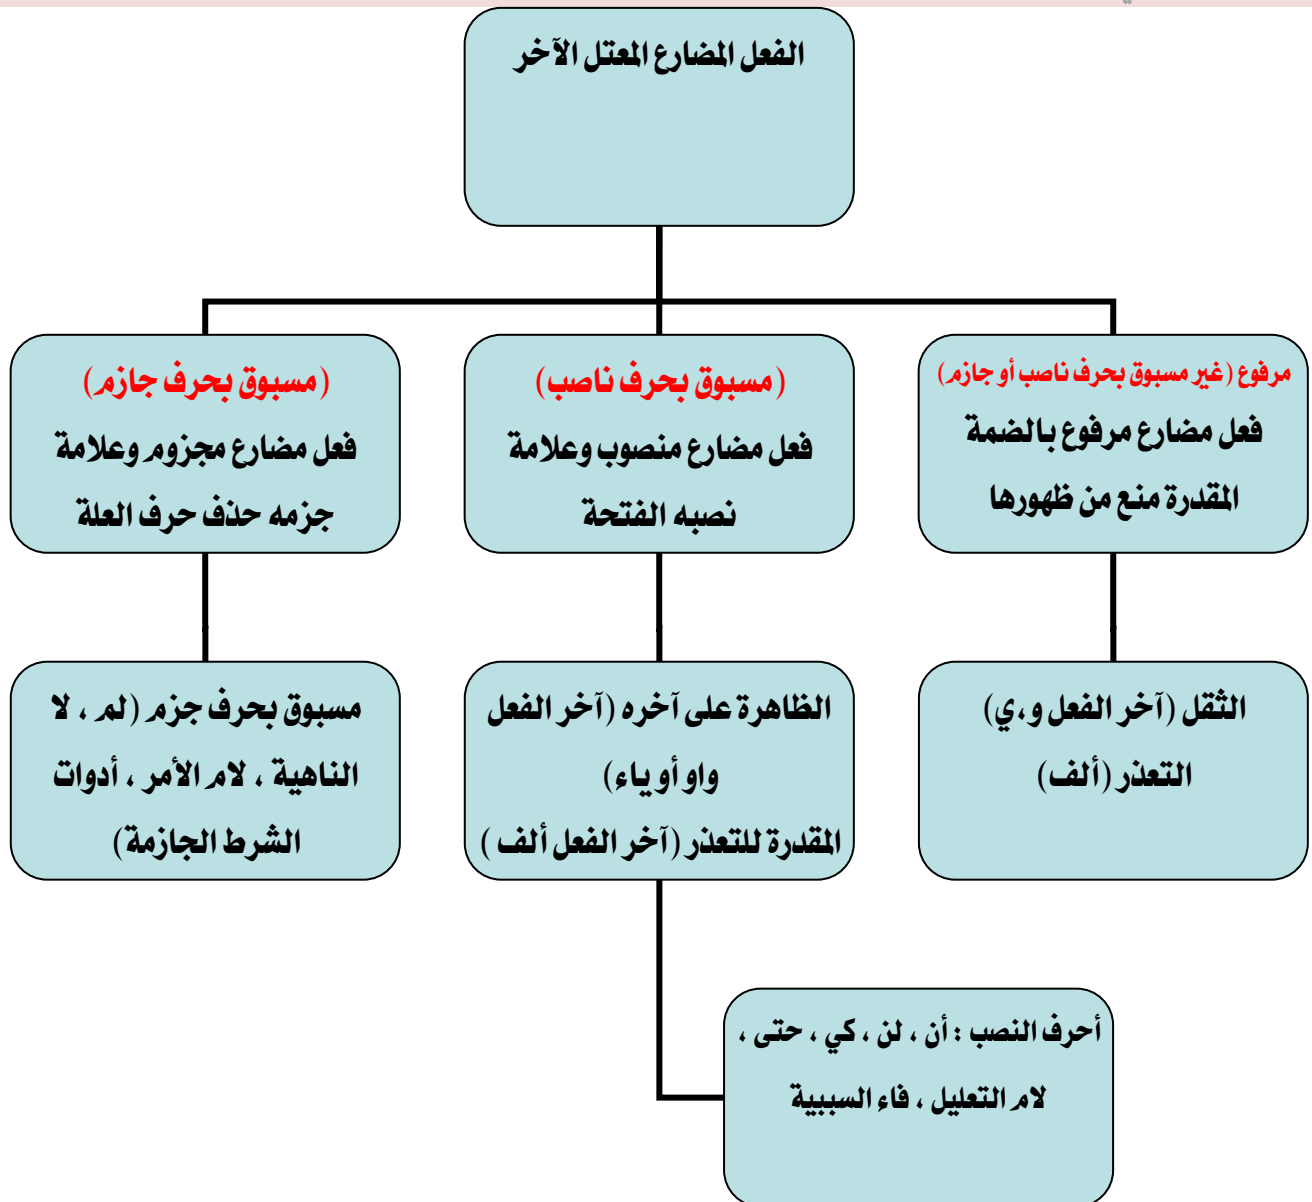 الفعل المضارع المعتل الآخر
مرفوع (غير مسبوق بحرف ناصب أو جازم)
فعل مضارع مرفوع بالضمة
المقدرة منع من ظهورها
(مسبوق بحرف ناصب)
فعل مضارع منصوب وعلامة
نصبه الفتحة
(مسبوق بحرف جازم)
فعل مضارع مجزوم وعلامة
جزمه حذف حرف العلة
الثقل (آخر الفعل و،ي)
التعذر (ألف)
الظاهرة على آخره (آخر الفعل
واو أو ياء)
المقدرة للتعذر (آخر الفعل ألف )
مسبوق بحرف جزم (لم ، لا
الناهية ، لام الأمر ، أدوات
الشرط الجازمة)
أحرف النصب : أن ، لن ، كي ، حتى ،
لام التعليل ، فاء السببية